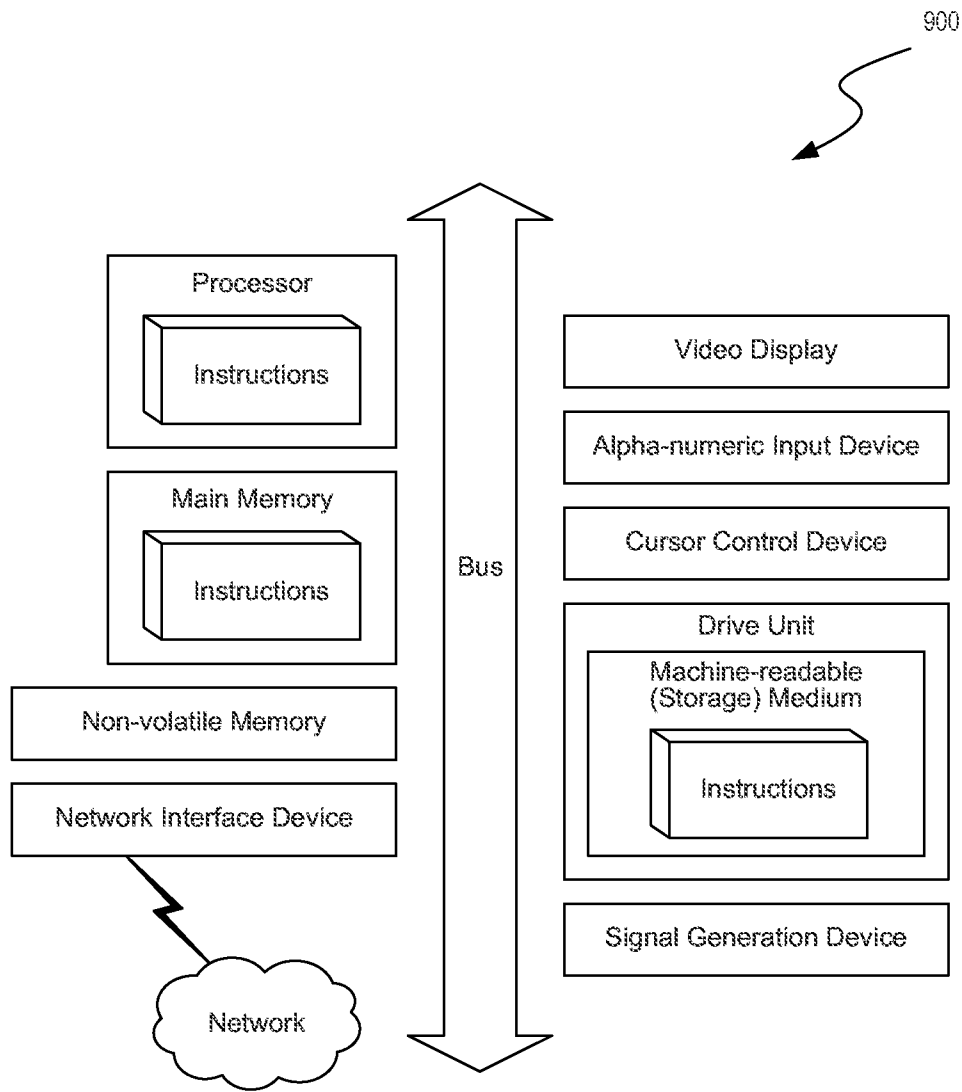 900
Processor
Instructions
Main Memory
Instructions
Non-volatile Memory
Network Interface Device
Network
Bus
Video Display
Alpha-numeric Input Device
Cursor Control Device
Drive Unit
Machine-readable
(Storage) Medium
Instructions
Signal Generation Device